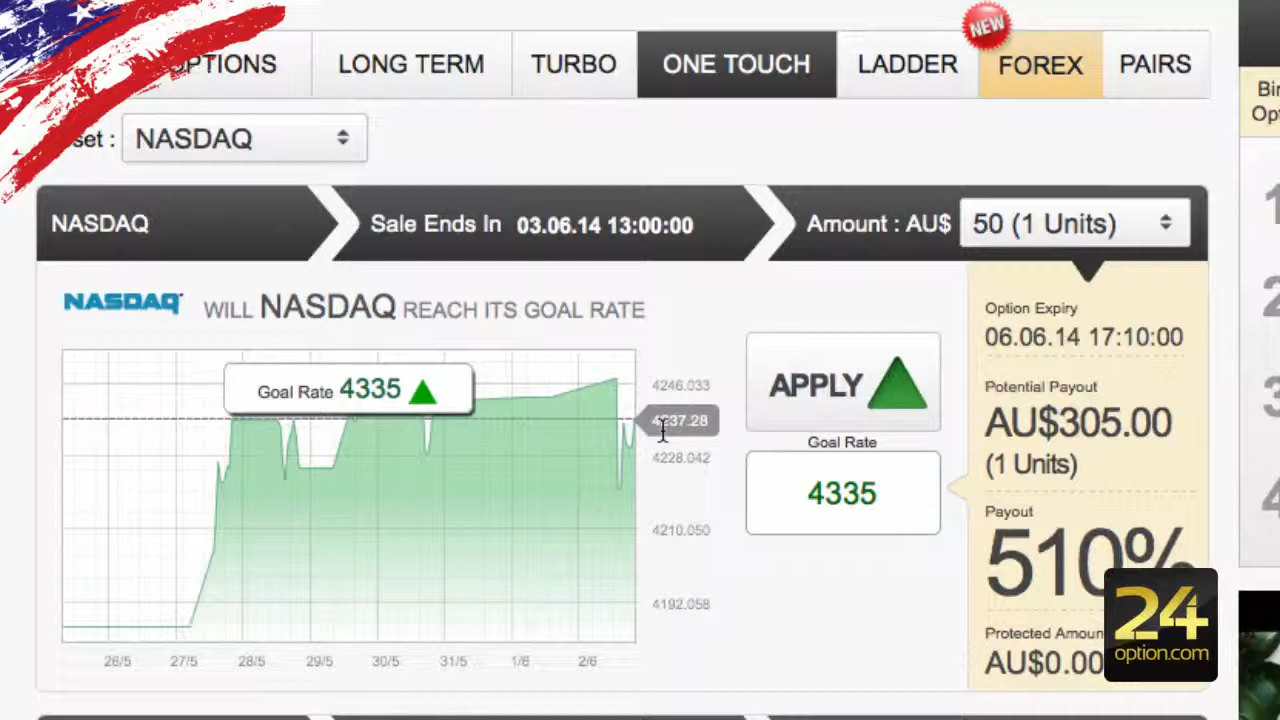 NEW
OPTIONS
LONG TERM
TURBO
ONE TOUCH
LADDER
FOREX
PAIRS
NASDAQ
NASDAQ
Sale Ends In 03.06.14 13:00:00
Amount : AU$ 50 (1 Units)
NASDAQ WILL NASDAQ REACH ITS GOAL RATE
Goal Rate 4335
4246.033
4237.28
4228.042
4210.050
4192.058
26/5 27/5 28/5 29/5 30/5 31/5 1/6 2/6
APPLY
Goal Rate
4335
Option Expiry
06.06.14 17:10:00
Potential Payout
AU$305.00
(1 Units)
Payout
510%
Protected Amoun
AU$0.00
24
option.com